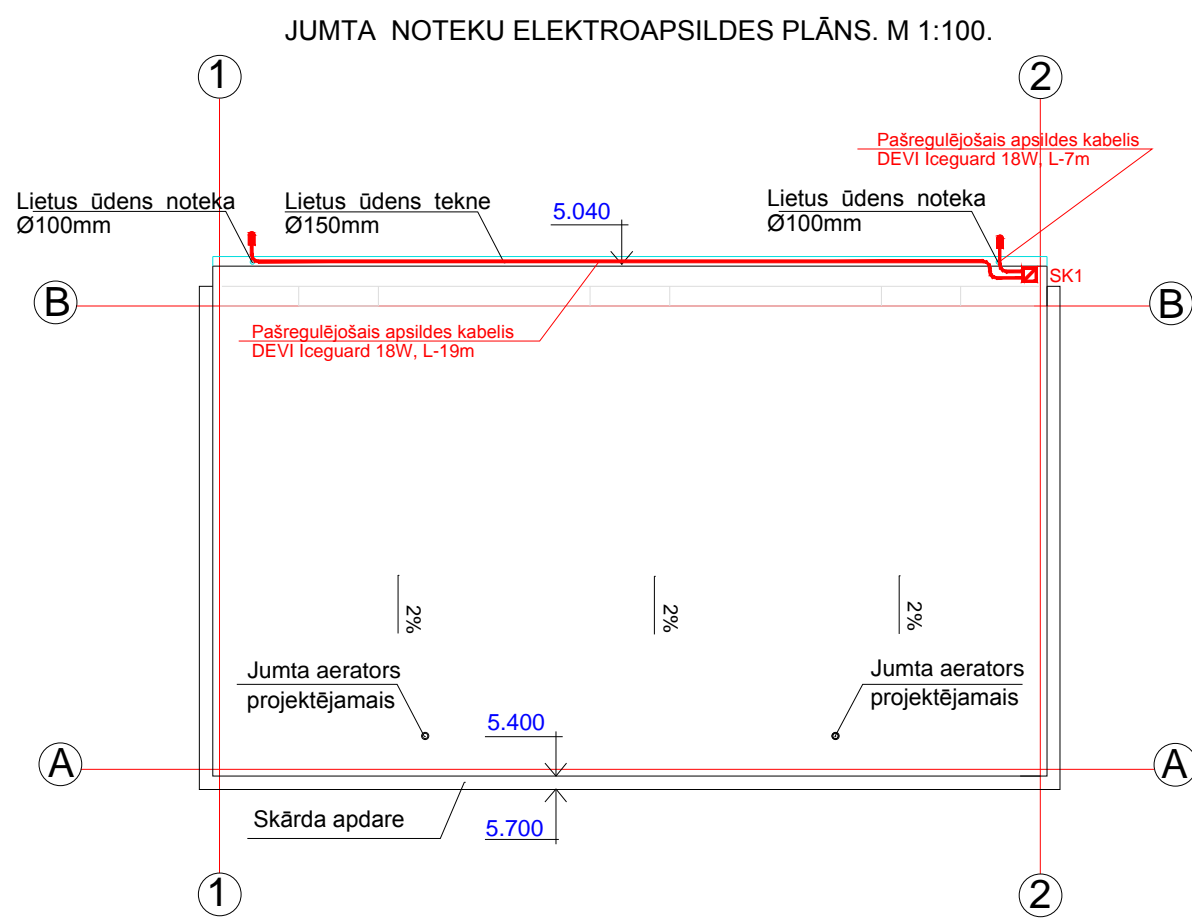 JUMTA NOTEKU ELEKTROAPSILDES PLĀNS. M 1:100.
1
2
Pašregulējošais apsildes kabelis
DEVI Iceguard 18W, L-7m
Lietus ūdens noteka
Ø100mm
Lietus ūdens tekne
Ø150mm
5.040
Lietus ūdens noteka
Ø100mm
SK1
B
B
Pašregulējošais apsildes kabelis
DEVI Iceguard 18W, L-19m
2%
2%
2%
Jumta aerators
projektējamais
Jumta aerators
projektējamais
5.400
A
A
Skārda apdare
5.700
1
2